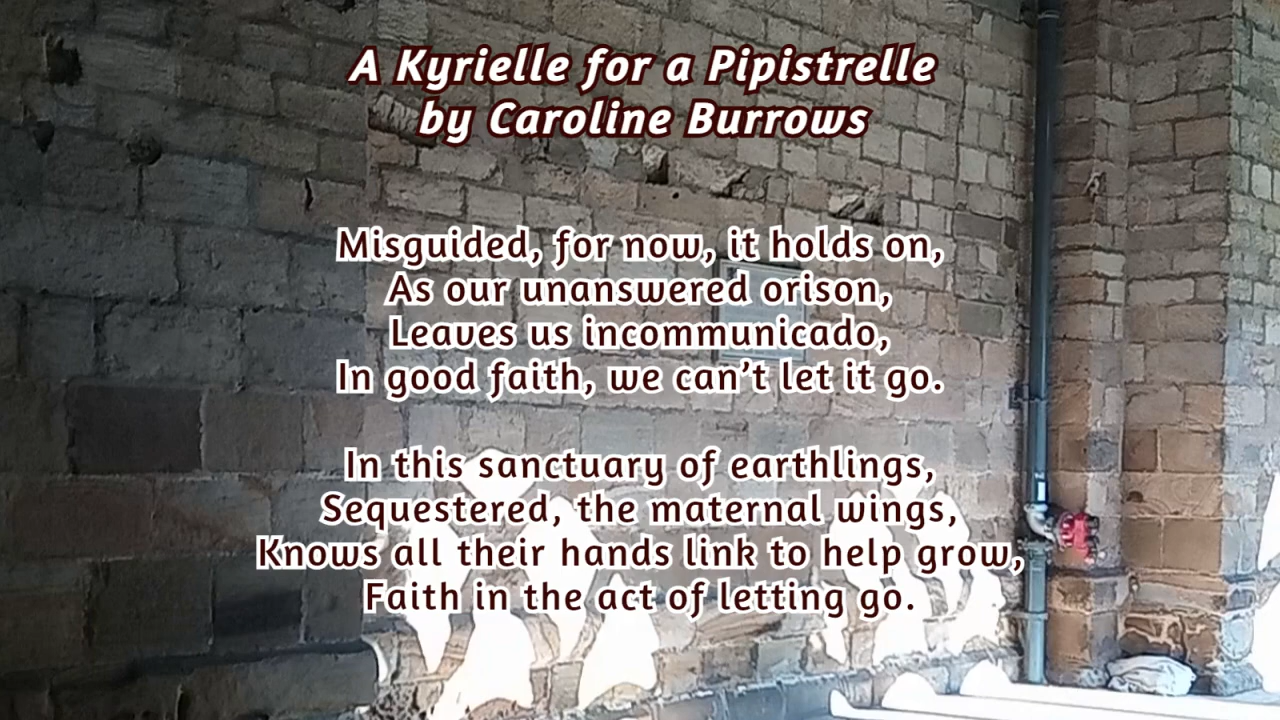 A Kyrielle for a Pipistrelle
by Caroline Burrows
Misguided, for now, it holds on,
As our unanswered orison,
Leaves us incommunicado,
In good faith, we can’t let it go.
In this sanctuary of earthlings,
Sequestered, the maternal wings,
Knows all their hands link to help grow,
Faith in the act of letting go.